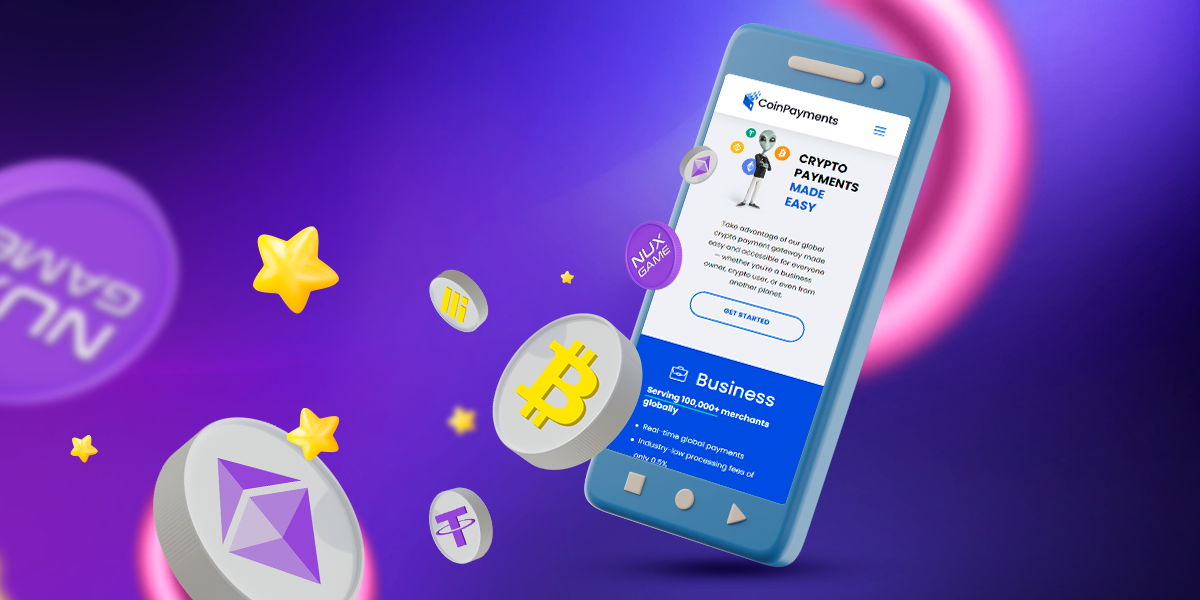 CoinPayments
CRYPTO
PAYMENTS
MADE
EASY
Take advantage of our global
crypto payment gateway made
easy and accessible for everyone
— whether you're a business
owner, crypto user, or even from
another planet.
GET STARTED
Business
Serving 100,000+ merchants
globally
• Real-time global payments
• Industry-low processing fees of
only 0.5%
NUX
GAME
NUX
GAME